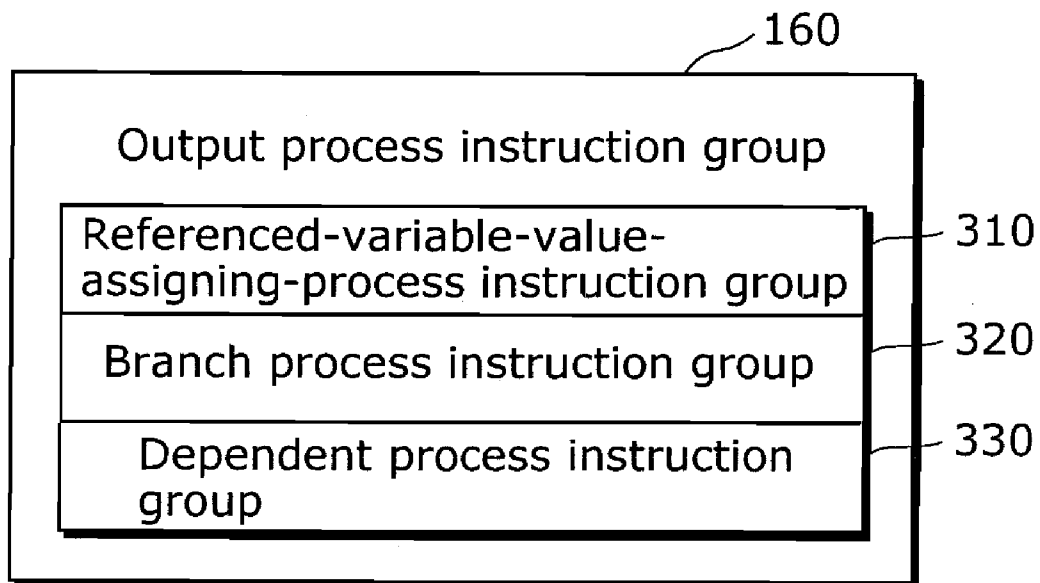 160
Output process instruction group
Referenced-variable-value-
assigning-process instruction group
310
Branch process instruction group
320
Dependent process instruction
group
330